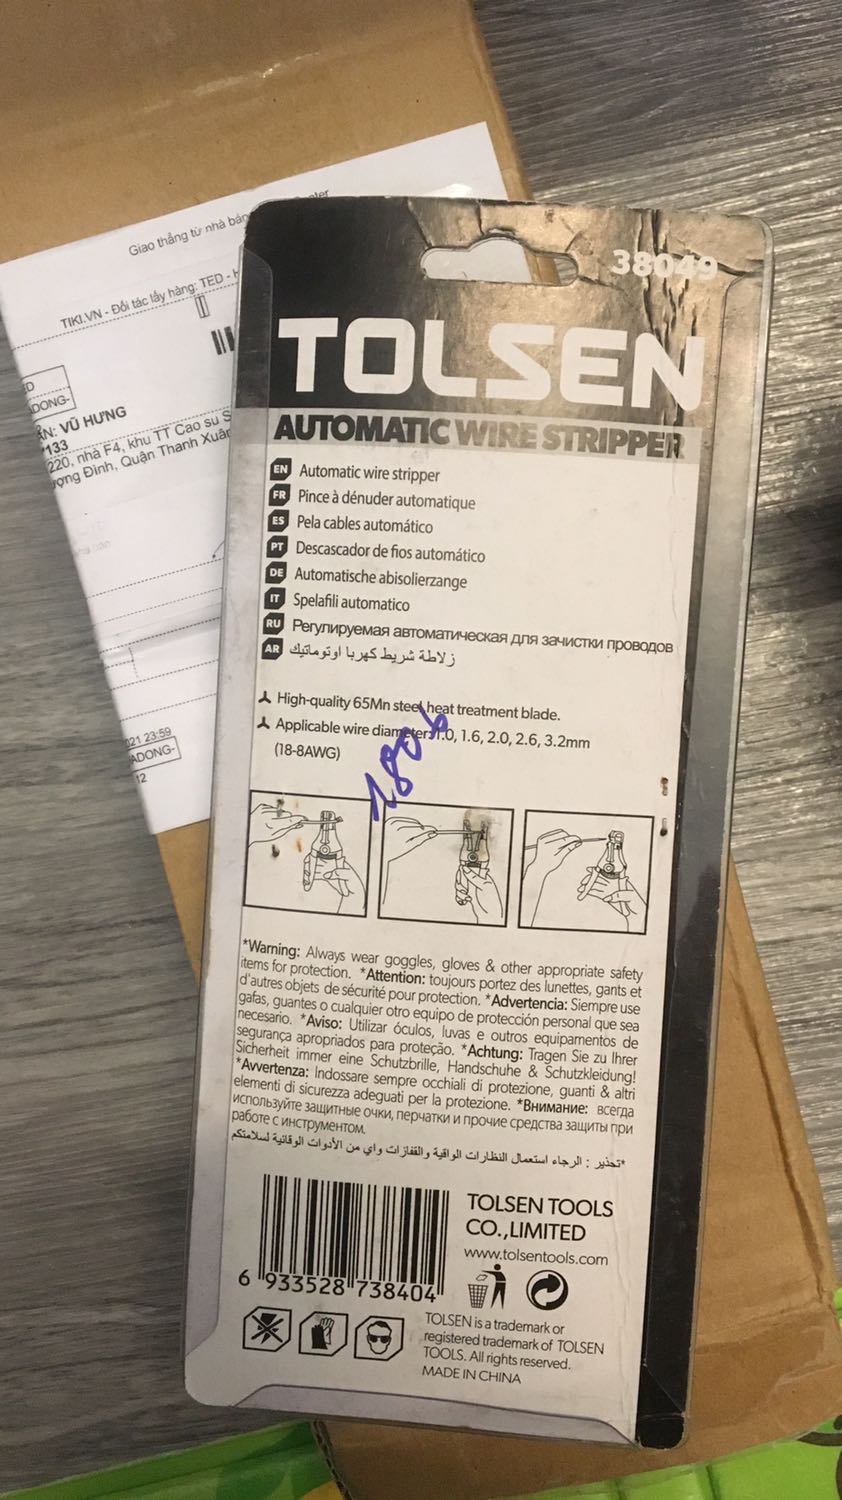 Giao thẳng từ nhà bán
TIKI.VN - Đối tác lấy hàng: TED -
VŨ HƯNG
133
220, nhà F4, khu TT Cao su
Đình, Quận Thanh Xuân
2021 23:59
ADONG-
12
38049
TOLSEN
AUTOMATIC WIRE STRIPPER
EN Automatic wire stripper
FR Pince à dénuder automatique
ES Pela cables automático
PT Descascador de fios automático
DE Automatische abisolierzange
IT Spelafili automatico
RU Регулируемая автоматическая для зачистки проводов
AR زلاطة شريط كهربا اوتوماتيك
High-quality 65Mn steel heat treatment blade.
Applicable wire diameter:1.0, 1.6, 2.0, 2.6, 3.2mm
(18-8AWG)
*Warning: Always wear goggles, gloves & other appropriate safety
items for protection. *Attention: toujours portez des lunettes, gants et
d'autres objets de sécurité pour protection. *Advertencia: Siempre use
gafas, guantes o cualquier otro equipo de protección personal que sea
necesario. *Aviso: Utilizar óculos, luvas e outros equipamentos de
segurança apropriados para proteção. *Achtung: Tragen Sie zu Ihrer
Sicherheit immer eine Schutzbrille, Handschuhe & Schutzkleidung!
*Avvertenza: Indossare sempre occhiali di protezione, guanti & altri
elementi di sicurezza adeguati per la protezione. *Внимание: всегда
используйте защитные очки, перчатки и прочие средства защиты при
работе с инструментом.
*تحذير : الرجاء استعمال النظارات الواقية والقفازات واي من الأدوات الوقائية لسلامتكم
6 933528 738404
TOLSEN TOOLS
CO.,LIMITED
www.tolsentools.com
TOLSEN is a trademark or
registered trademark of TOLSEN
TOOLS. All rights reserved.
MADE IN CHINA